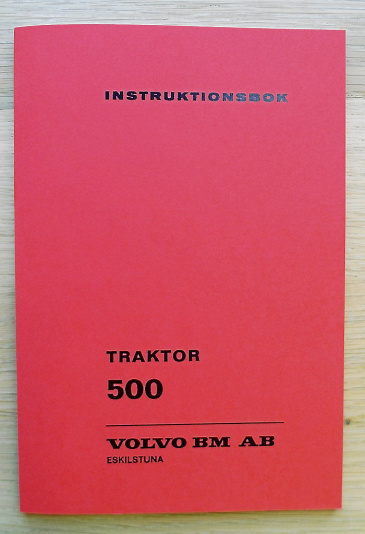 INSTRUKTIONSBOK
TRAKTOR
500
VOLVO BM AB
ESKILSTUNA